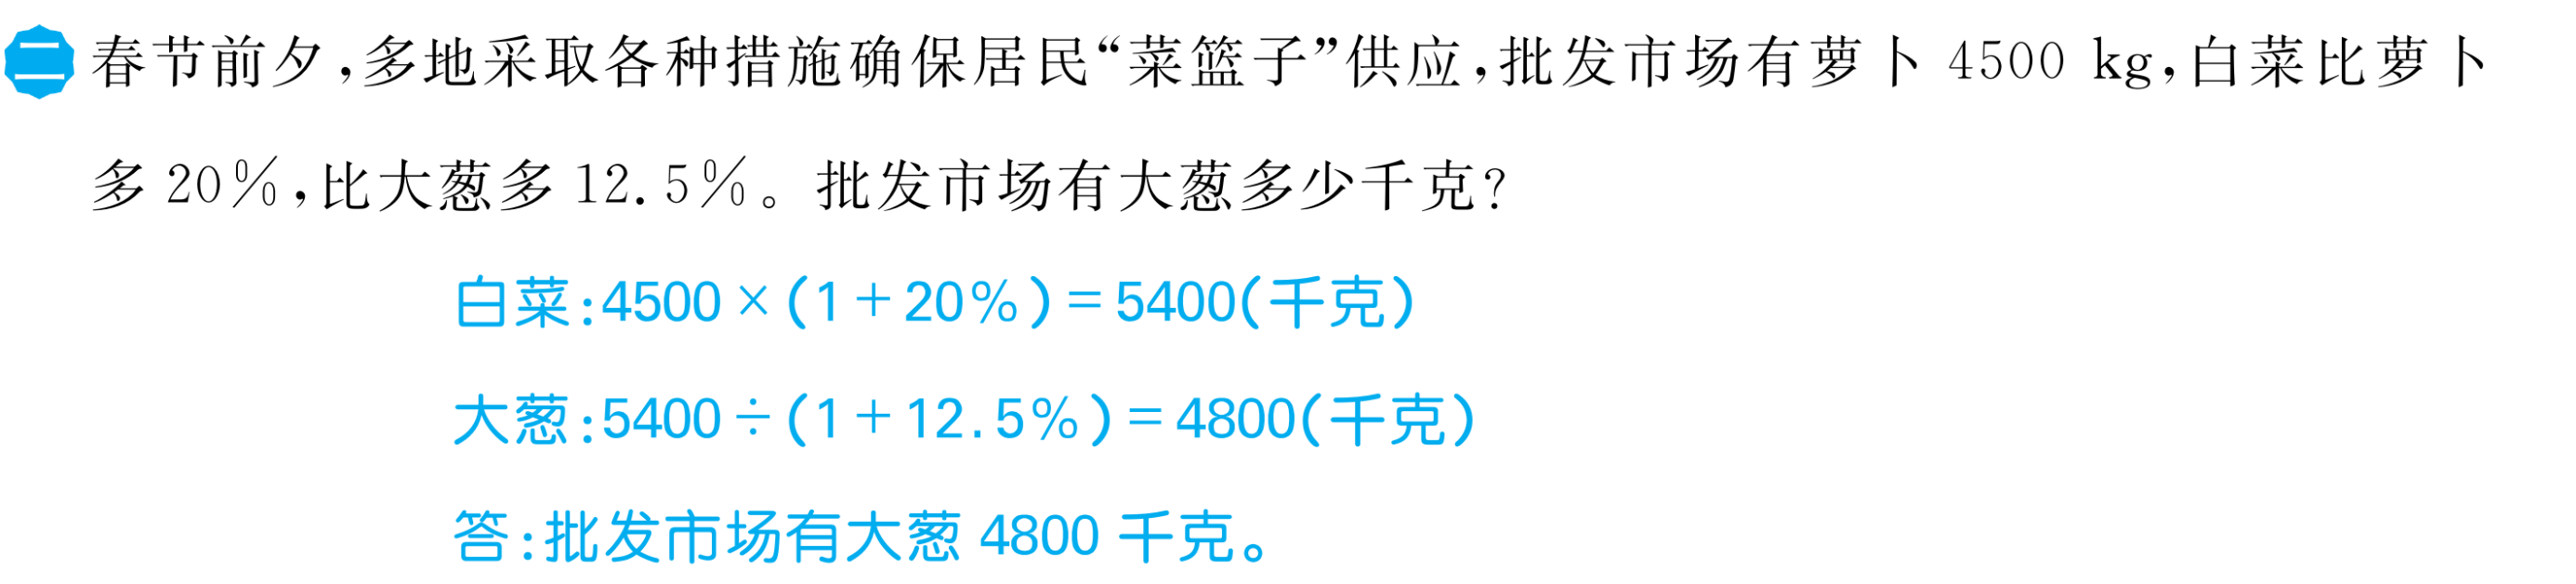 二 春节前夕,多地采取各种措施确保居民“菜篮子”供应,批发市场有萝卜 4500 kg,白菜比萝卜
多 20%,比大葱多 12.5%。批发市场有大葱多少千克?
白菜:4500×(1+20%)=5400(千克)
大葱:5400÷(1+12.5%)=4800(千克)
答:批发市场有大葱 4800 千克。